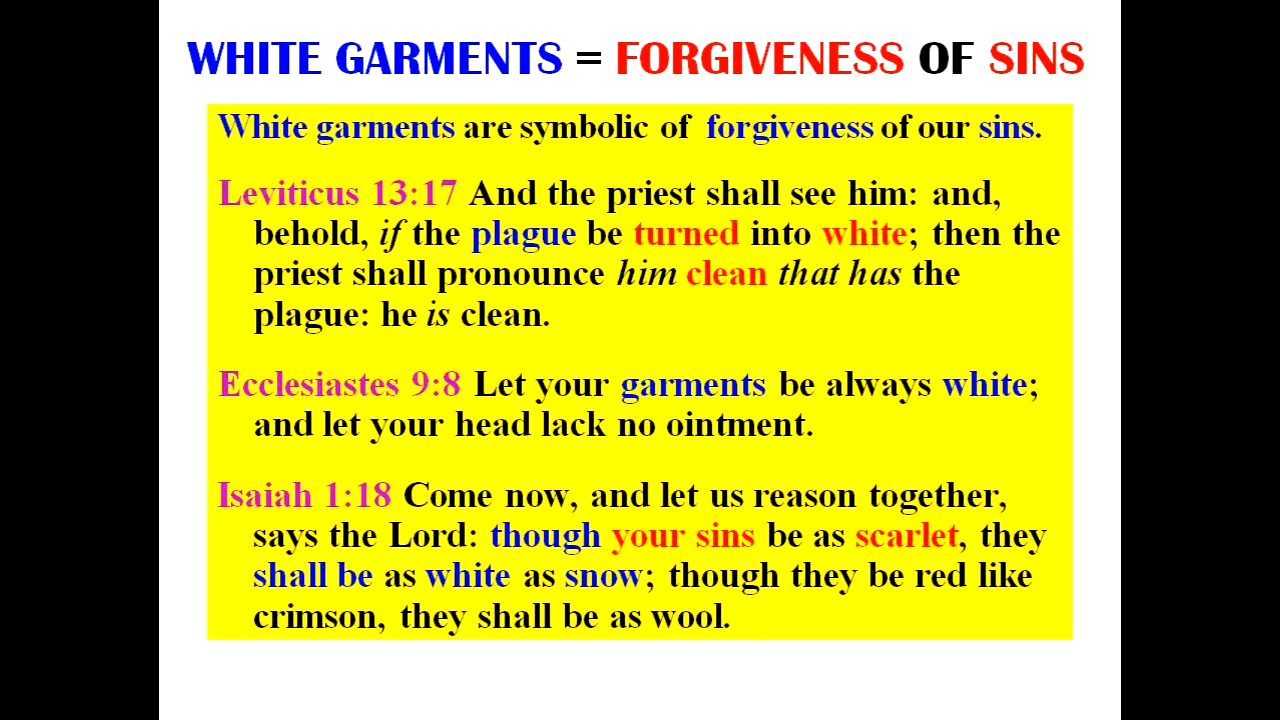 WHITE GARMENTS = FORGIVENESS OF SINS
White garments are symbolic of forgiveness of our sins.
Leviticus 13:17 And the priest shall see him: and,
behold, if the plague be turned into white; then the
priest shall pronounce him clean that has the
plague: he is clean.
Ecclesiastes 9:8 Let your garments be always white;
and let your head lack no ointment.
Isaiah 1:18 Come now, and let us reason together,
says the Lord: though your sins be as scarlet, they
shall be as white as snow; though they be red like
crimson, they shall be as wool.